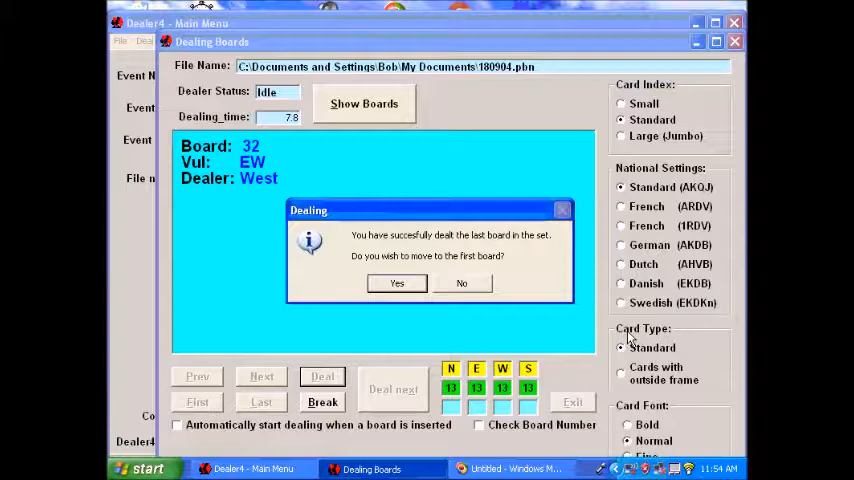 Dealer4 - Main Menu
File Deal
Dealing Boards
File Name: C:\Documents and Settings\Bob\My Documents\180904.pbn
Event N
Event
Event
File n
Co
Dealer4
Dealer Status: Idle
Dealing_time: 7.8
Show Boards
Board: 32
Vul: EW
Dealer: West
Dealing
You have succesfully dealt the last board in the set.
Do you wish to move to the first board?
Yes No
Prev Next Deal Deal next
First Last Break Exit
N E W S
13 13 13 13
Automatically start dealing when a board is inserted
Check Board Number
Card Index:
Small
Standard
Large (Jumbo)
National Settings:
Standard (AKQJ)
French (ARDV)
French (1RDV)
German (AKDB)
Dutch (AHVB)
Danish (EKDB)
Swedish (EKDKn)
Card Type:
Standard
Cards with
outside frame
Card Font:
Bold
Normal
Fine
start
Dealer4 - Main Menu
Dealing Boards
Untitled - Windows M...
11:54 AM